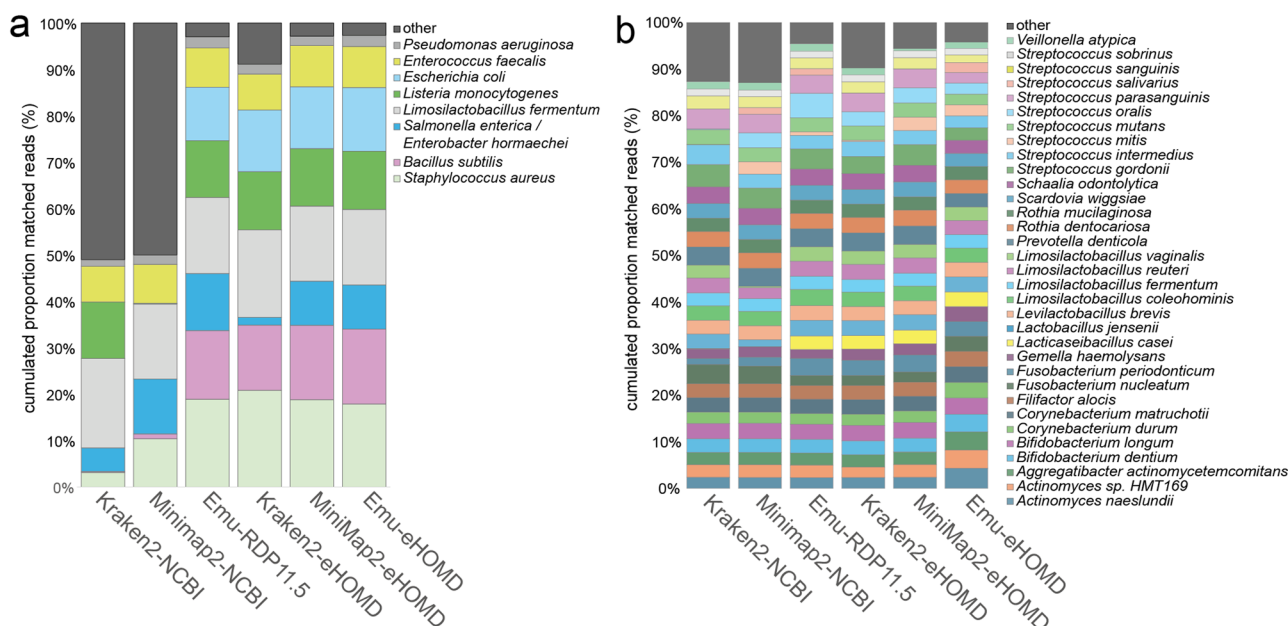 a
cumulated proportion matched reads (%)
100%
90%
80%
70%
60%
50%
40%
30%
20%
10%
0%
Kraken2-NCBI
Minimap2-NCBI
Emu-RDP11.5
Kraken2-eHOMD
MiniMap2-eHOMD
Emu-eHOMD
other
Pseudomonas aeruginosa
Enterococcus faecalis
Escherichia coli
Listeria monocytogenes
Limosilactobacillus fermentum
Salmonella enterica /
Enterobacter hormaechei
Bacillus subtilis
Staphylococcus aureus
b
cumulated proportion matched reads (%)
100%
90%
80%
70%
60%
50%
40%
30%
20%
10%
0%
Kraken2-NCBI
Minimap2-NCBI
Emu-RDP11.5
Kraken2-eHOMD
MiniMap2-eHOMD
Emu-eHOMD
other
Veillonella atypica
Streptococcus sobrinus
Streptococcus sanguinis
Streptococcus salivarius
Streptococcus parasanguinis
Streptococcus oralis
Streptococcus mutans
Streptococcus mitis
Streptococcus intermedius
Streptococcus gordonii
Schaalia odontolytica
Scardovia wiggsiae
Rothia mucilaginosa
Rothia dentocariosa
Prevotella denticola
Limosilactobacillus vaginalis
Limosilactobacillus reuteri
Limosilactobacillus fermentum
Limosilactobacillus coleohominis
Levilactobacillus brevis
Lactobacillus jensenii
Lacticaseibacillus casei
Gemella haemolysans
Fusobacterium periodonticum
Fusobacterium nucleatum
Filifactor alocis
Corynebacterium matruchotii
Corynebacterium durum
Bifidobacterium longum
Bifidobacterium dentium
Aggregatibacter actinomycetemcomitans
Actinomyces sp. HMT169
Actinomyces naeslundii